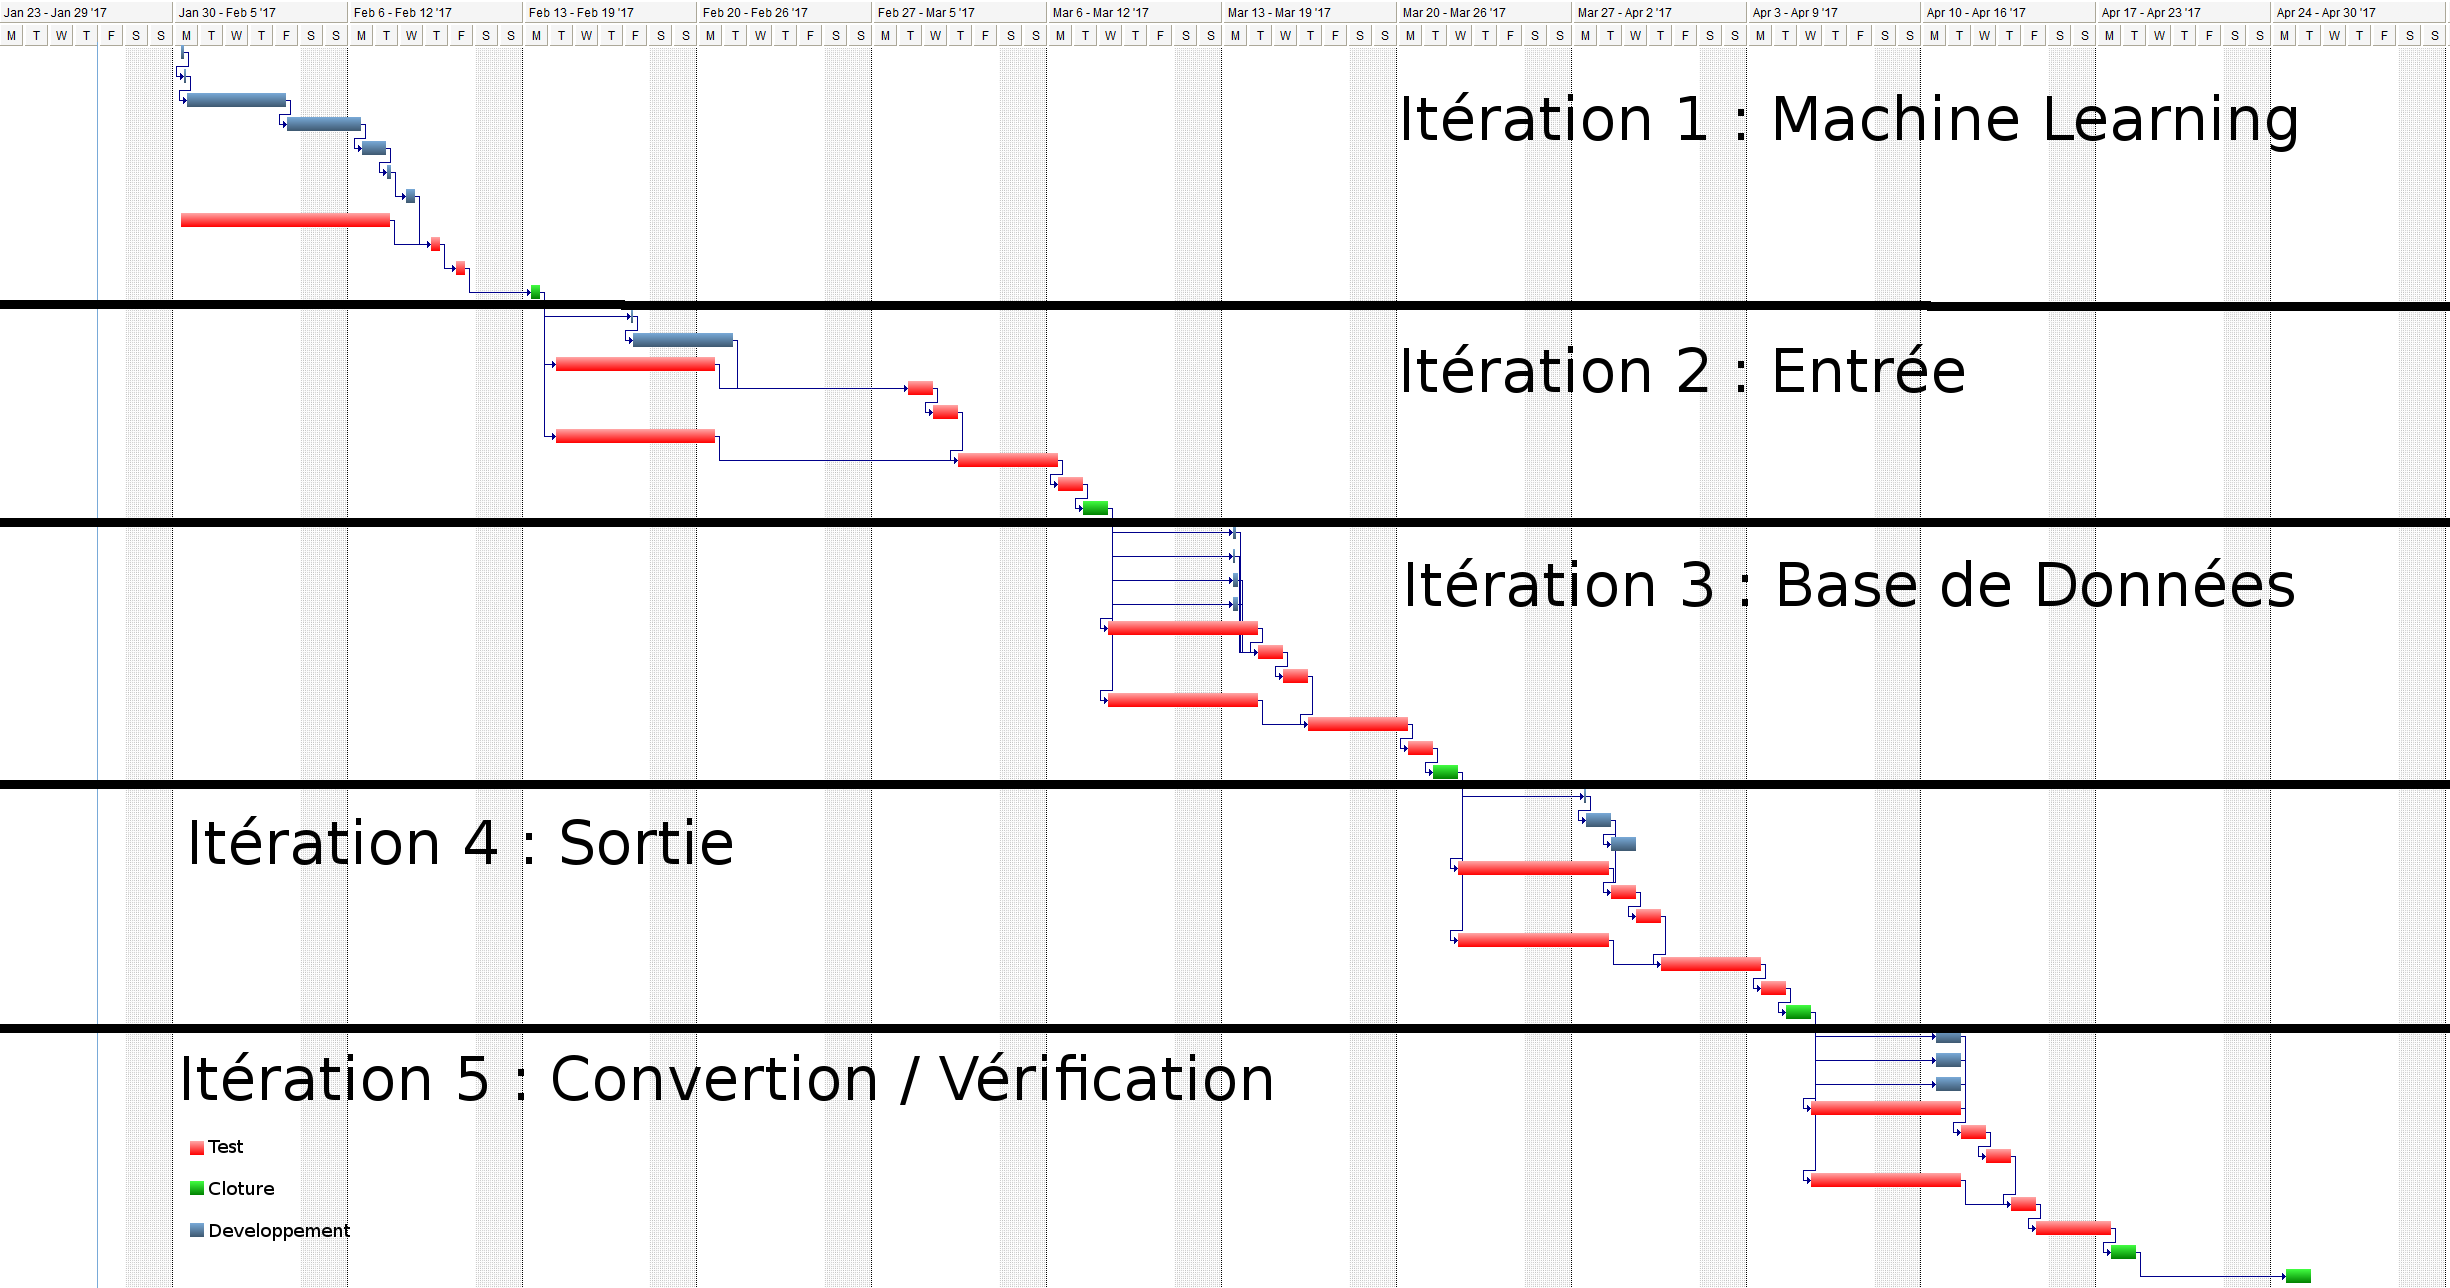 Jan 23 - Jan 29 '17 Jan 30 - Feb 5 '17 Feb 6 - Feb 12 '17 Feb 13 - Feb 19 '17 Feb 20 - Feb 26 '17 Feb 27 - Mar 5 '17 Mar 6 - Mar 12 '17 Mar 13 - Mar 19 '17 Mar 20 - Mar 26 '17 Mar 27 - Apr 2 '17 Apr 3 - Apr 9 '17 Apr 10 - Apr 16 '17 Apr 17 - Apr 23 '17 Apr 24 - Apr 30 '17
M T W T F S S M T W T F S S M T W T F S S M T W T F S S M T W T F S S M T W T F S S M T W T F S S M T W T F S S M T W T F S S M T W T F S S M T W T F S S M T W T F S S M T W T F S S M T W T F S S
Itération 1 : Machine Learning
Itération 2 : Entrée
Itération 3 : Base de Données
Itération 4 : Sortie
Itération 5 : Convertion / Vérification
Test
Cloture
Developpement